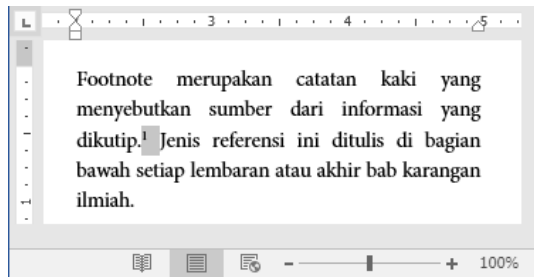 L 3 4 5
Footnote merupakan catatan kaki yang
menyebutkan sumber dari informasi yang
dikutip.¹ Jenis referensi ini ditulis di bagian
bawah setiap lembaran atau akhir bab karangan
ilmiah.
1
100%